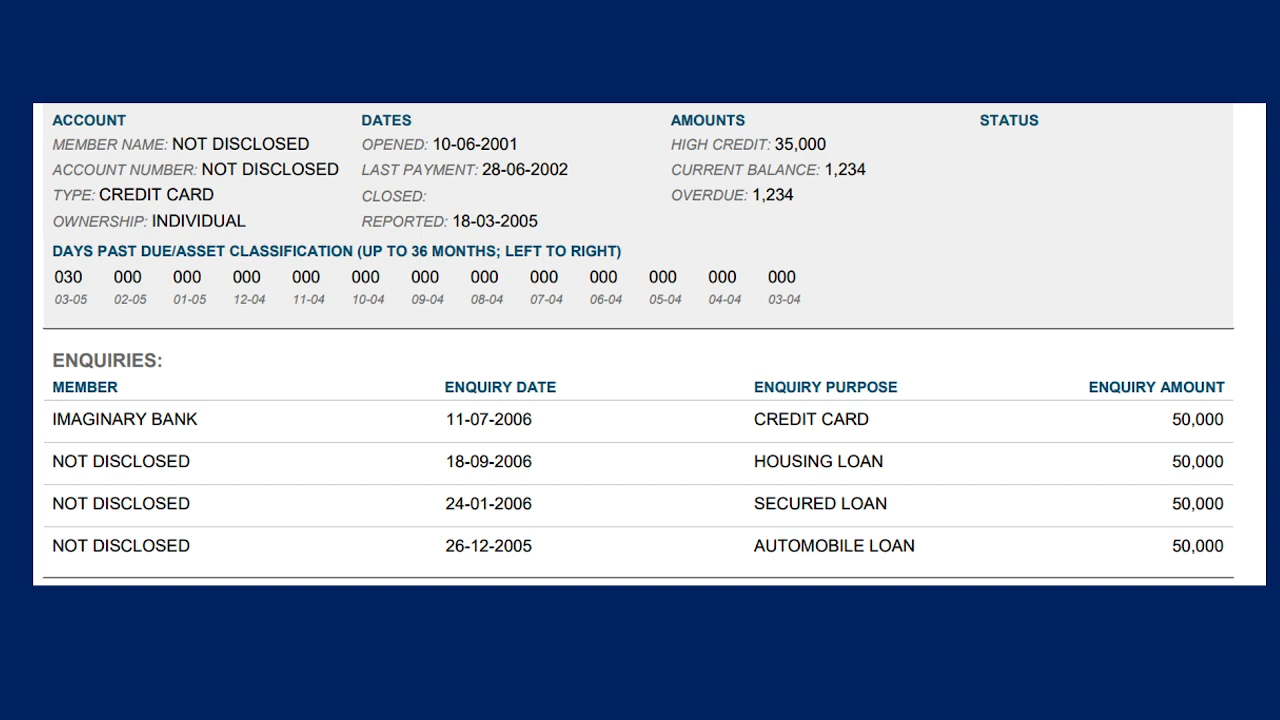 ACCOUNT DATES AMOUNTS STATUS
MEMBER NAME: NOT DISCLOSED OPENED: 10-06-2001 HIGH CREDIT: 35,000
ACCOUNT NUMBER: NOT DISCLOSED LAST PAYMENT: 28-06-2002 CURRENT BALANCE: 1,234
TYPE: CREDIT CARD CLOSED: OVERDUE: 1,234
OWNERSHIP: INDIVIDUAL REPORTED: 18-03-2005
DAYS PAST DUE/ASSET CLASSIFICATION (UP TO 36 MONTHS; LEFT TO RIGHT)
030 000 000 000 000 000 000 000 000 000 000 000 000
03-05 02-05 01-05 12-04 11-04 10-04 09-04 08-04 07-04 06-04 05-04 04-04 03-04
ENQUIRIES:
MEMBER ENQUIRY DATE ENQUIRY PURPOSE ENQUIRY AMOUNT
IMAGINARY BANK 11-07-2006 CREDIT CARD 50,000
NOT DISCLOSED 18-09-2006 HOUSING LOAN 50,000
NOT DISCLOSED 24-01-2006 SECURED LOAN 50,000
NOT DISCLOSED 26-12-2005 AUTOMOBILE LOAN 50,000